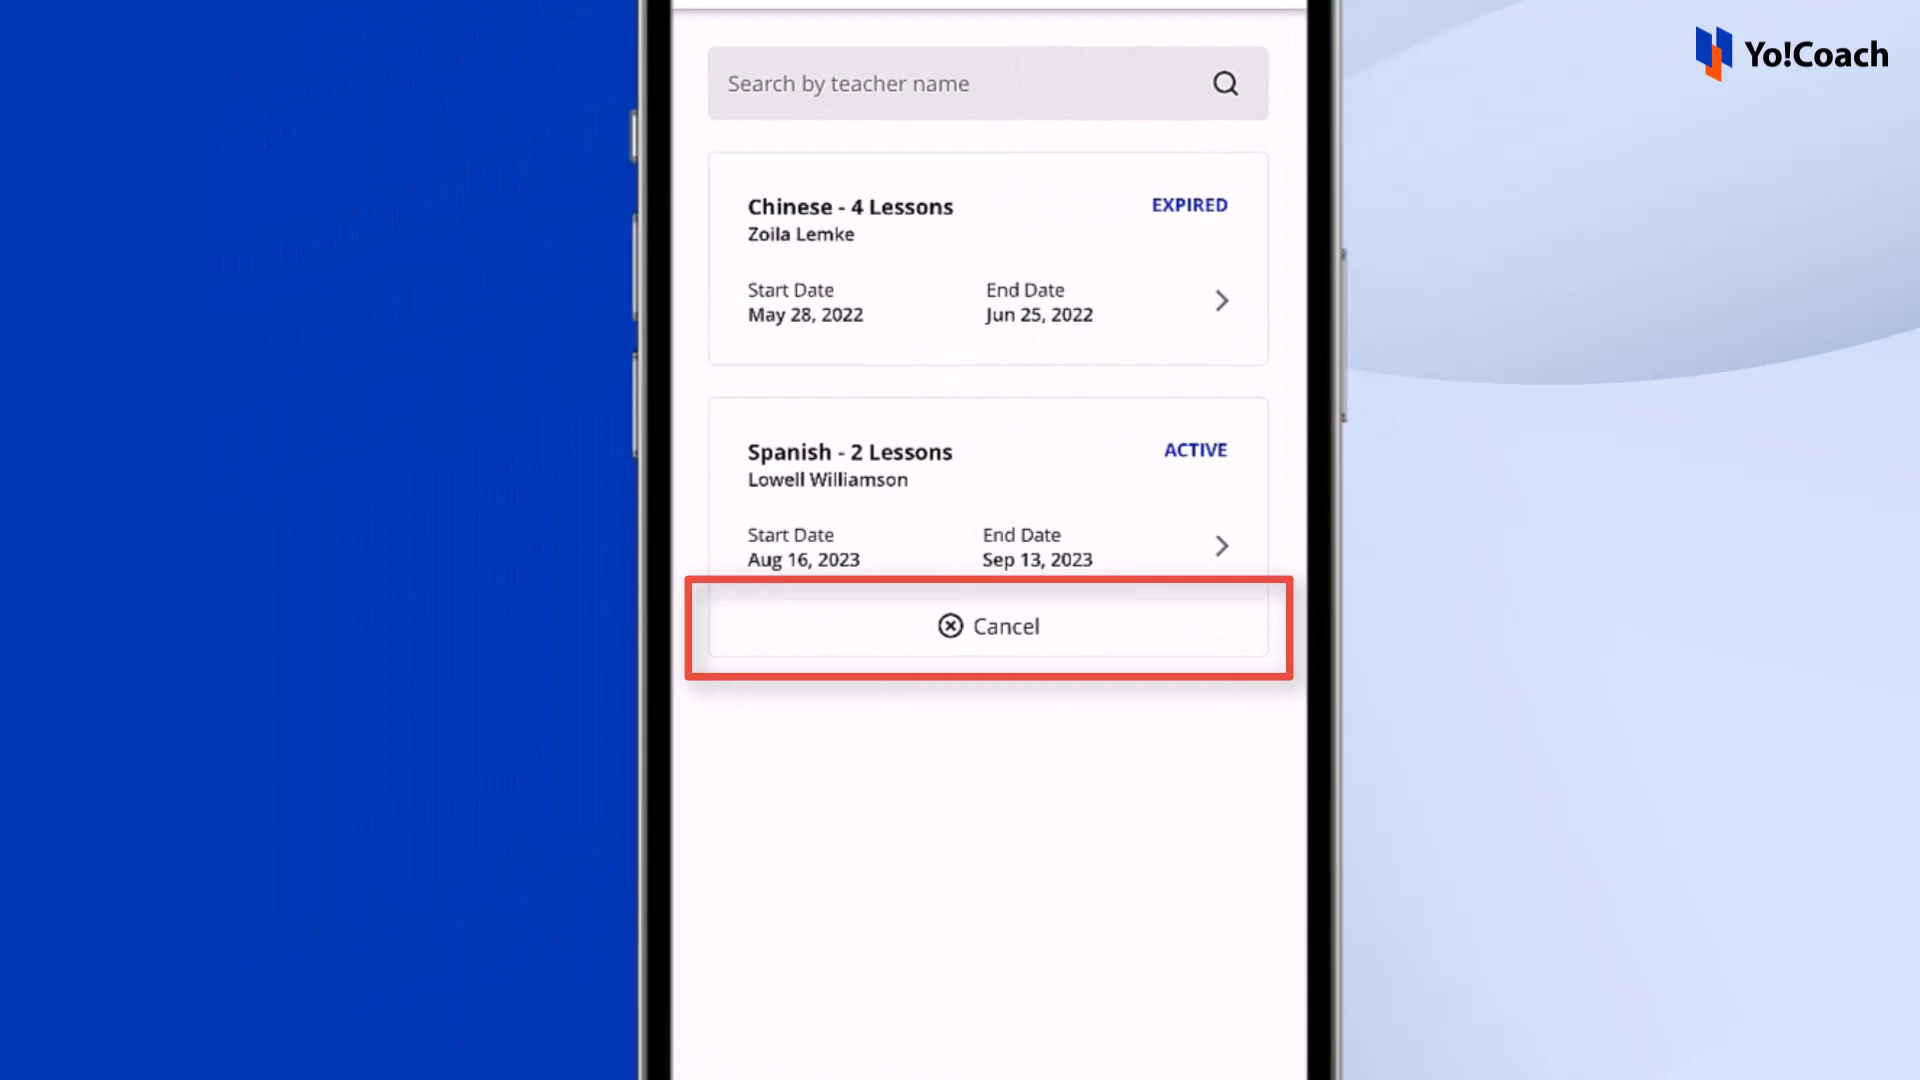 Yo!Coach
Search by teacher name
Chinese - 4 Lessons
EXPIRED
Zoila Lemke
Start Date
End Date
May 28, 2022
Jun 25, 2022
Spanish - 2 Lessons
ACTIVE
Lowell Williamson
Start Date
End Date
Aug 16, 2023
Sep 13, 2023
Cancel